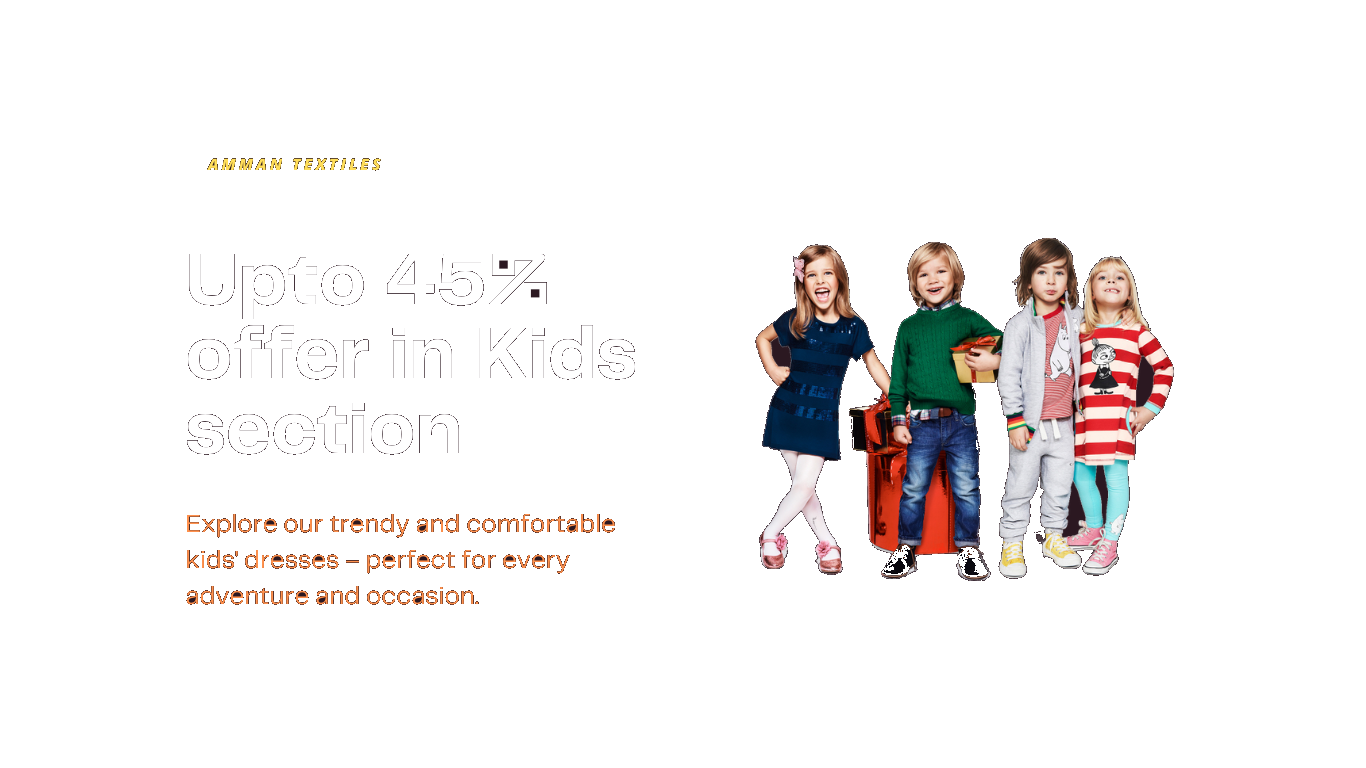 AMMAN TEXTILES
Upto 45%
offer in Kids
section
Explore our trendy and comfortable
kids' dresses – perfect for every
adventure and occasion.